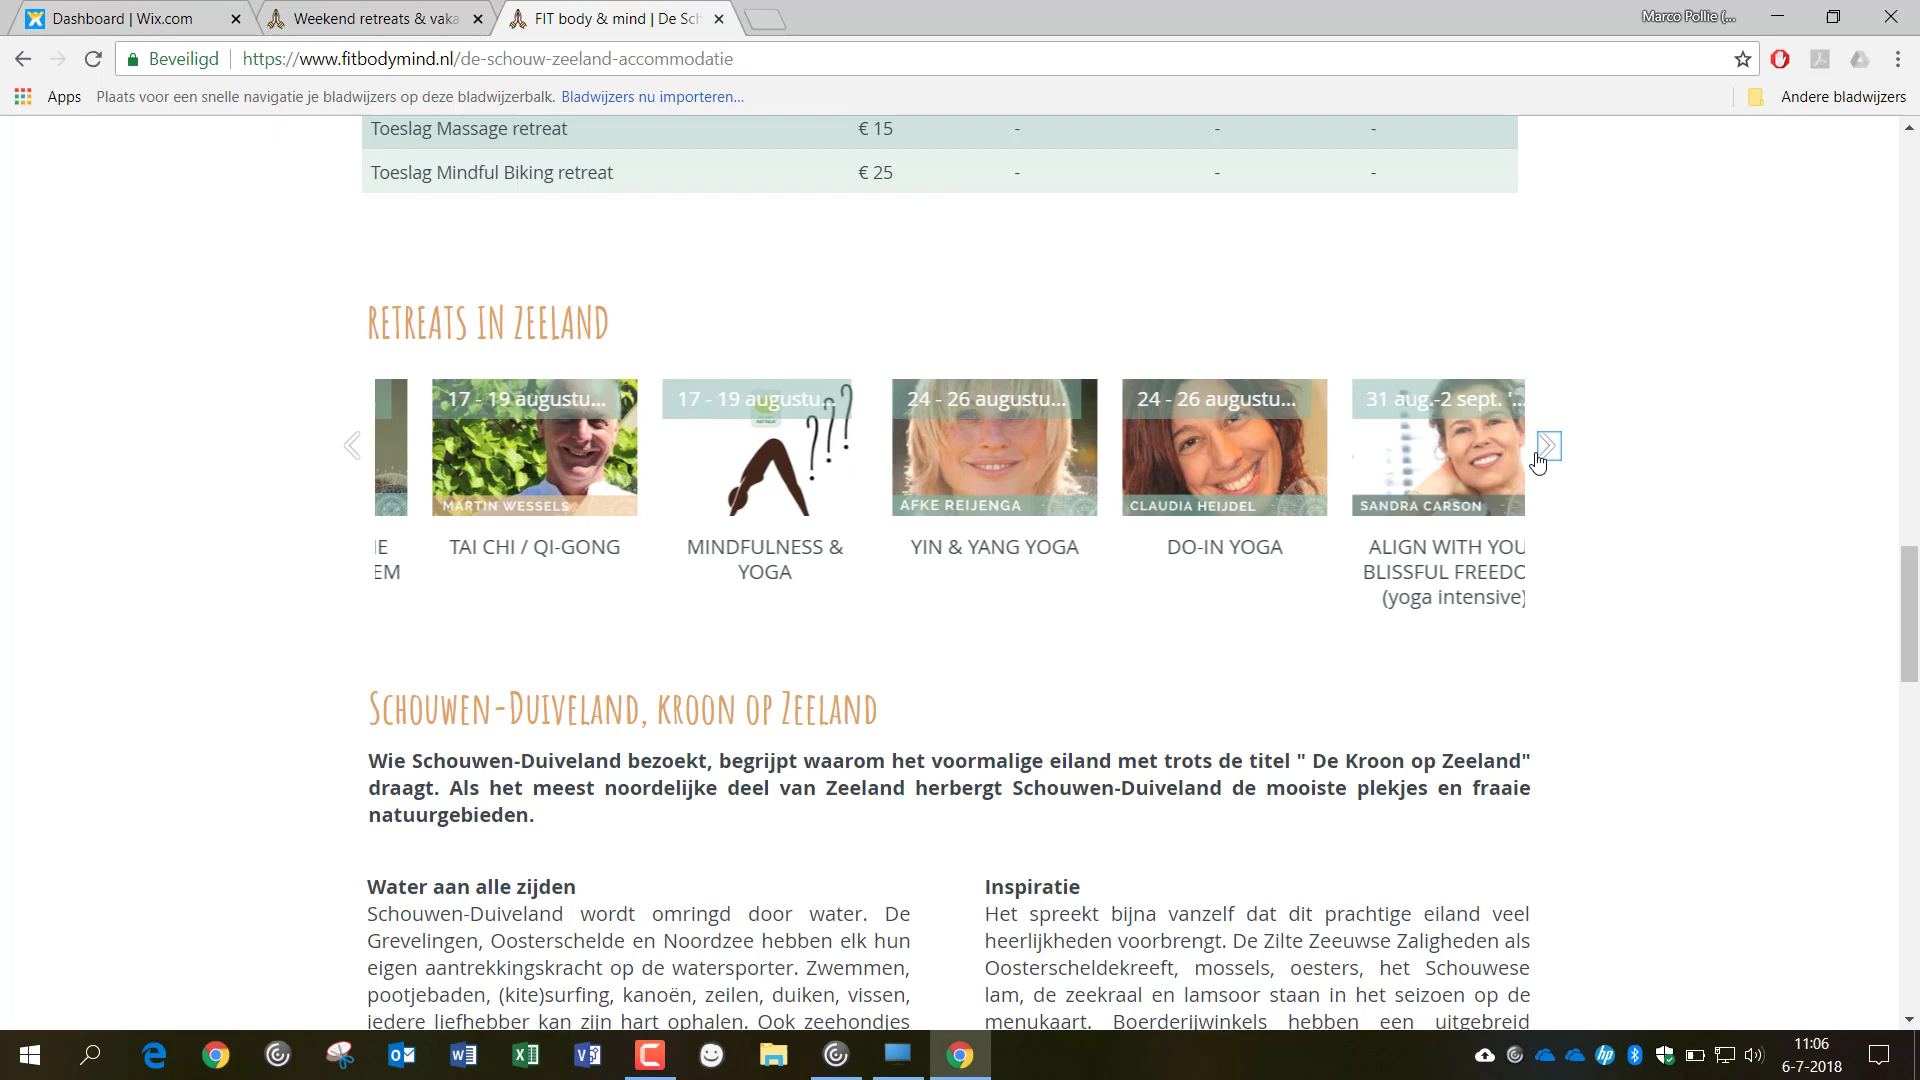 Dashboard | Wix.com
Weekend retreats & vaka
FIT body & mind | De Sch
Marco Pollie (...
Beveiligd
https://www.fitbodymind.nl/de-schouw-zeeland-accommodatie
Apps
Plaats voor een snelle navigatie je bladwijzers op deze bladwijzerbalk. Bladwijzers nu importeren...
Andere bladwijzers
Toeslag Massage retreat € 15 - - -
Toeslag Mindful Biking retreat € 25 - - -
RETREATS IN ZEELAND
17 - 19 augustu...
17 - 19 augustu...
24 - 26 augustu...
24 - 26 augustu...
31 aug.-2 sept. '...
???
MARTIN WESSELS
AFKE REIJENGA
CLAUDIA HEIJDEL
SANDRA CARSON
IE
EM
TAI CHI / QI-GONG
MINDFULNESS &
YOGA
YIN & YANG YOGA
DO-IN YOGA
ALIGN WITH YOU
BLISSFUL FREEDO
(yoga intensive)
SCHOUWEN-DUIVELAND, KROON OP ZEELAND
Wie Schouwen-Duiveland bezoekt, begrijpt waarom het voormalige eiland met trots de titel " De Kroon op Zeeland"
draagt. Als het meest noordelijke deel van Zeeland herbergt Schouwen-Duiveland de mooiste plekjes en fraaie
natuurgebieden.
Water aan alle zijden
Schouwen-Duiveland wordt omringd door water. De
Grevelingen, Oosterschelde en Noordzee hebben elk hun
eigen aantrekkingskracht op de watersporter. Zwemmen,
pootjebaden, (kite)surfing, kanoën, zeilen, duiken, vissen,
iedere liefhebber kan zijn hart ophalen. Ook zeehondjes
Inspiratie
Het spreekt bijna vanzelf dat dit prachtige eiland veel
heerlijkheden voorbrengt. De Zilte Zeeuwse Zaligheden als
Oosterscheldekreeft, mossels, oesters, het Schouwese
lam, de zeekraal en lamsoor staan in het seizoen op de
menukaart. Boerderijwinkels hebben een uitgebreid
11:06
6-7-2018